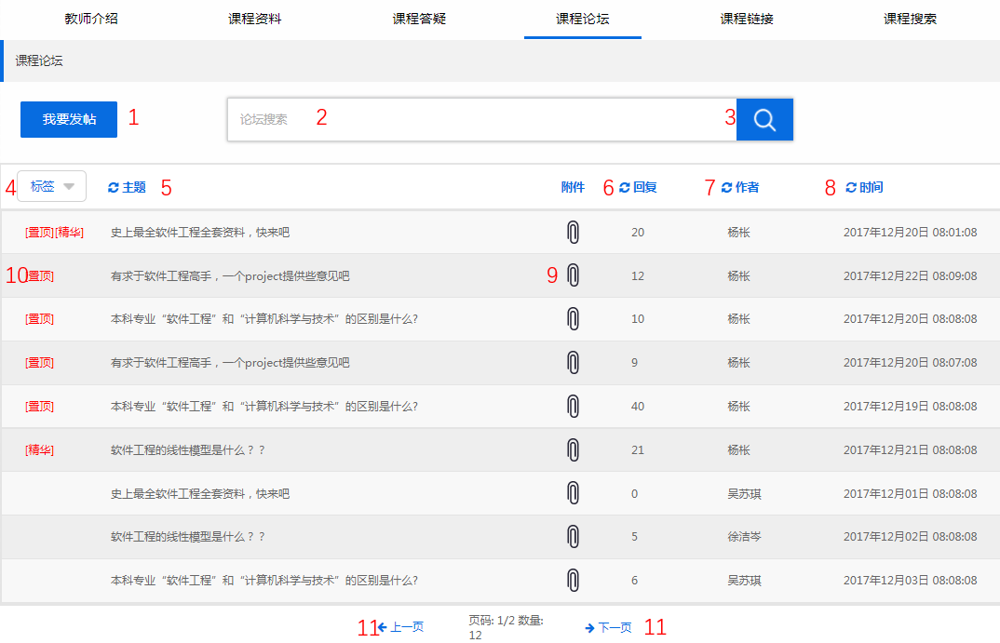 教师介绍 课程资料 课程答疑 课程论坛 课程链接 课程搜索
课程论坛
我要发帖 1 论坛搜索 2 3
4 标签 主题 5 附件 6 回复 7 作者 8 时间
[置顶][精华] 史上最全软件工程全套资料，快来吧 20 杨枨 2017年12月20日 08:01:08
10 置顶] 有求于软件工程高手，一个project提供些意见吧 9 12 杨枨 2017年12月22日 08:09:08
[置顶] 本科专业“软件工程”和“计算机科学与技术”的区别是什么? 10 杨枨 2017年12月20日 08:08:08
[置顶] 有求于软件工程高手，一个project提供些意见吧 9 杨枨 2017年12月20日 08:07:08
[置顶] 本科专业“软件工程”和“计算机科学与技术”的区别是什么? 40 杨枨 2017年12月19日 08:08:08
[精华] 软件工程的线性模型是什么？？ 21 杨枨 2017年12月21日 08:08:08
史上最全软件工程全套资料，快来吧 0 吴苏琪 2017年12月01日 08:08:08
软件工程的线性模型是什么？？ 5 徐洁岑 2017年12月02日 08:08:08
本科专业“软件工程”和“计算机科学与技术”的区别是什么? 6 吴苏琪 2017年12月03日 08:08:08
11 上一页 页码: 1/2 数量: 下一页 11
12